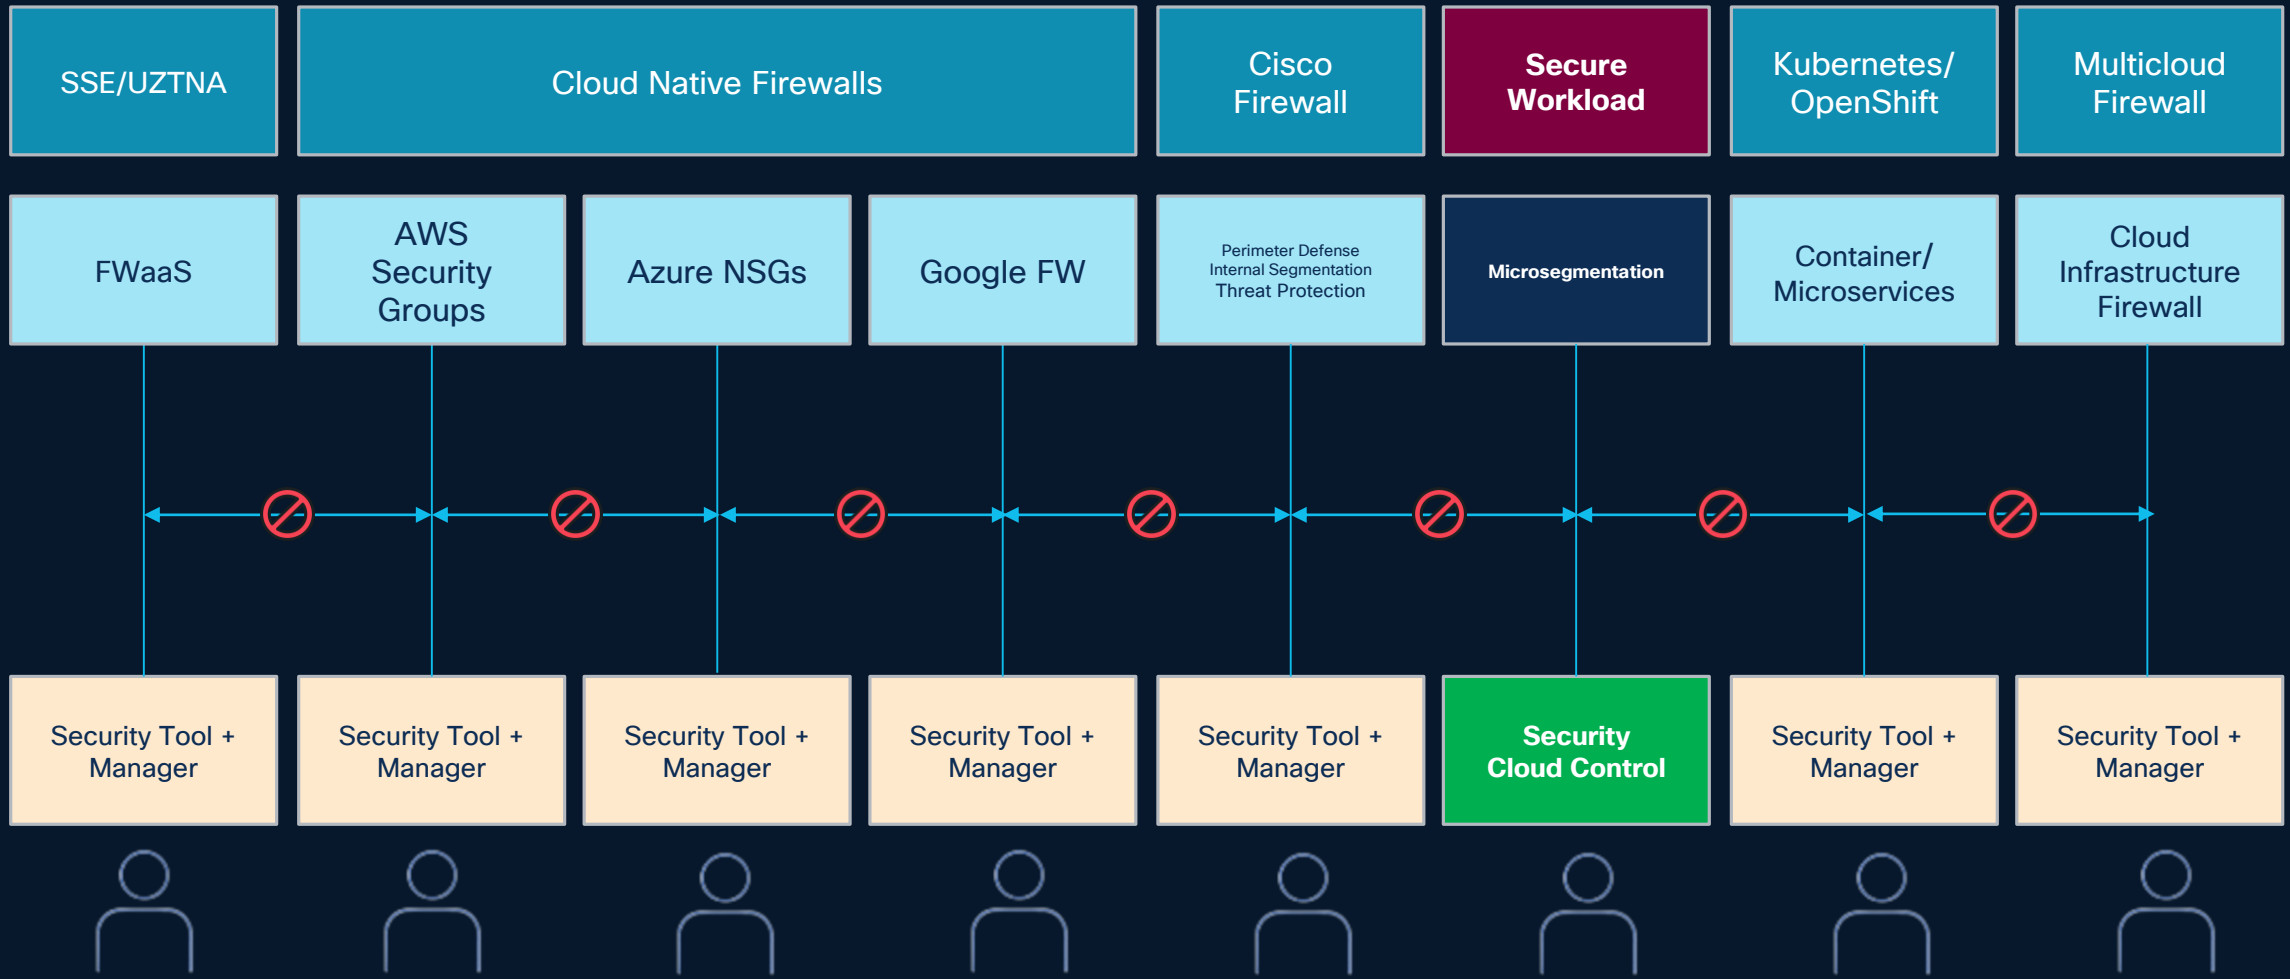 SSE/UZTNA
Cloud Native Firewalls
Cisco
Firewall
Secure
Workload
Kubernetes/
OpenShift
Multicloud
Firewall
FWaaS
AWS
Security
Groups
Azure NSGs
Google FW
Perimeter Defense
Internal Segmentation
Threat Protection
Microsegmentation
Container/
Microservices
Cloud
Infrastructure
Firewall
Security Tool +
Manager
Security Tool +
Manager
Security Tool +
Manager
Security Tool +
Manager
Security Tool +
Manager
Security
Cloud Control
Security Tool +
Manager
Security Tool +
Manager